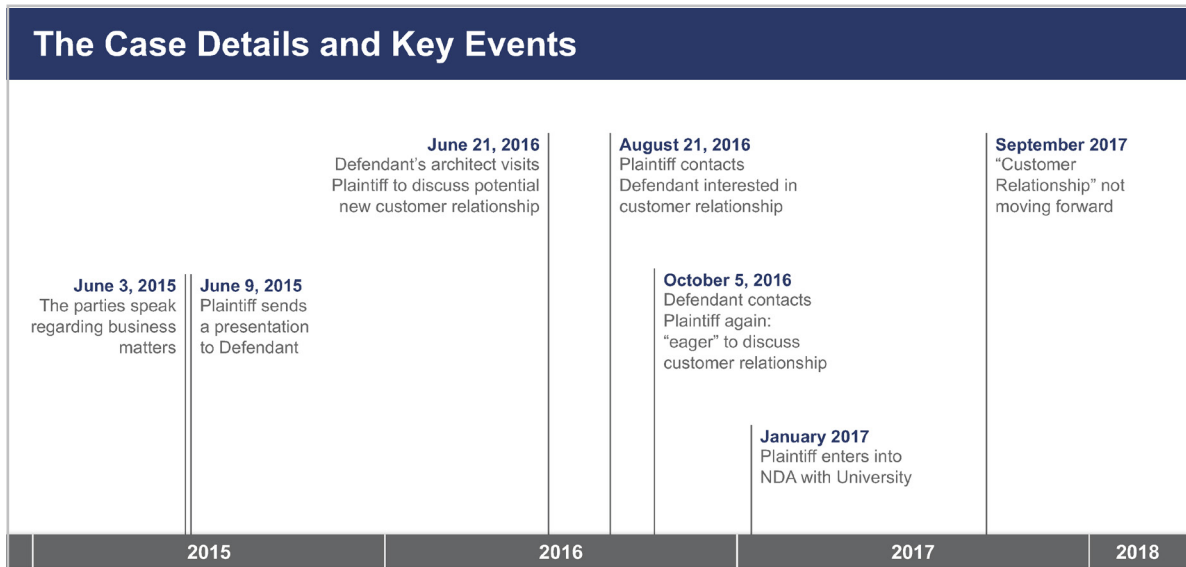 The Case Details and Key Events
June 21, 2016
Defendant’s architect visits
Plaintiff to discuss potential
new customer relationship
August 21, 2016
Plaintiff contacts
Defendant interested in
customer relationship
September 2017
“Customer
Relationship” not
moving forward
June 3, 2015
The parties speak
regarding business
matters
June 9, 2015
Plaintiff sends
a presentation
to Defendant
October 5, 2016
Defendant contacts
Plaintiff again:
“eager” to discuss
customer relationship
January 2017
Plaintiff enters into
NDA with University
2015
2016
2017
2018